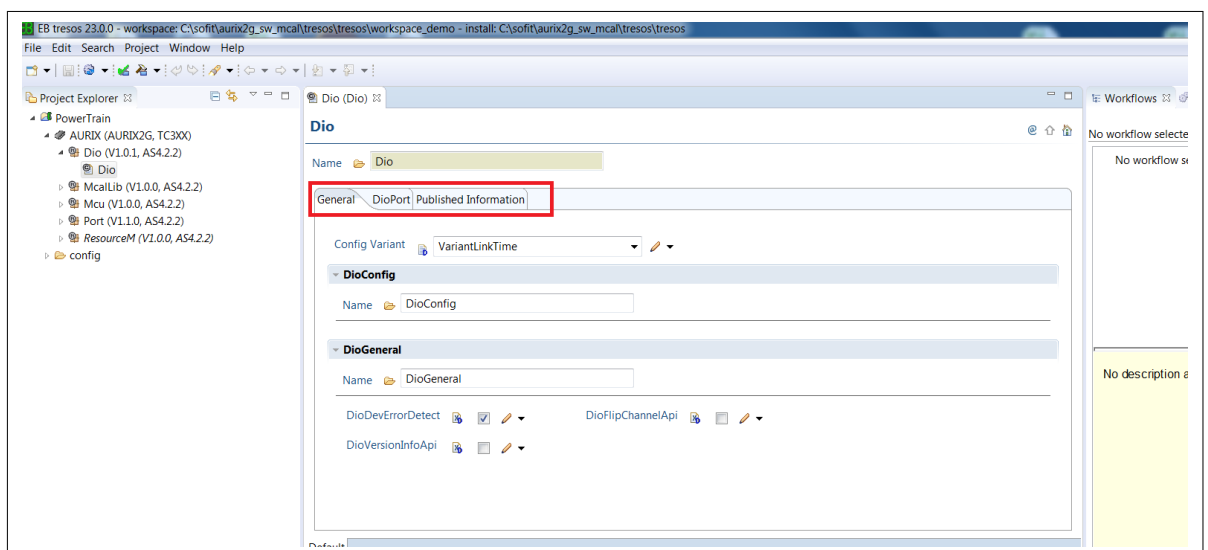 EB tresos 23.0.0 - workspace: C:\sofit\aurix2g_sw_mcal\tresos\tresos\workspace_demo - install: C:\sofit\aurix2g_sw_mcal\tresos\tresos
File Edit Search Project Window Help
Project Explorer
PowerTrain
AURIX (AURIX2G, TC3XX)
Dio (V1.0.1, AS4.2.2)
Dio
McalLib (V1.0.0, AS4.2.2)
Mcu (V1.0.0, AS4.2.2)
Port (V1.1.0, AS4.2.2)
ResourceM (V1.0.0, AS4.2.2)
config
Dio (Dio)
Dio
Name Dio
General DioPort Published Information
Config Variant VariantLinkTime
DioConfig
Name DioConfig
DioGeneral
Name DioGeneral
DioDevErrorDetect DioFlipChannelApi
DioVersionInfoApi
Default
Workflows
No workflow selecte
No workflow se
No description a